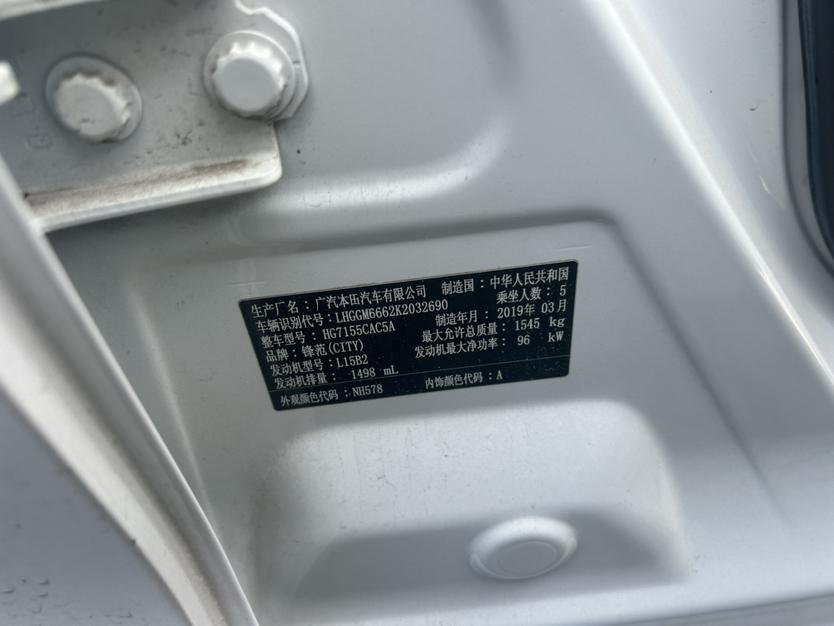 生产厂名：广汽本田汽车有限公司 制造国：中华人民共和国
车辆识别代号：LHGGM6662K2032690 乘坐人数：5
整车型号：HG7155CAC5A 制造年月：2019年 03月
品牌：锋范(CITY) 最大允许总质量：1545 kg
发动机型号：L15B2 发动机最大净功率：96 kW
发动机排量：1498 mL
外观颜色代码：NH578 内饰颜色代码：A